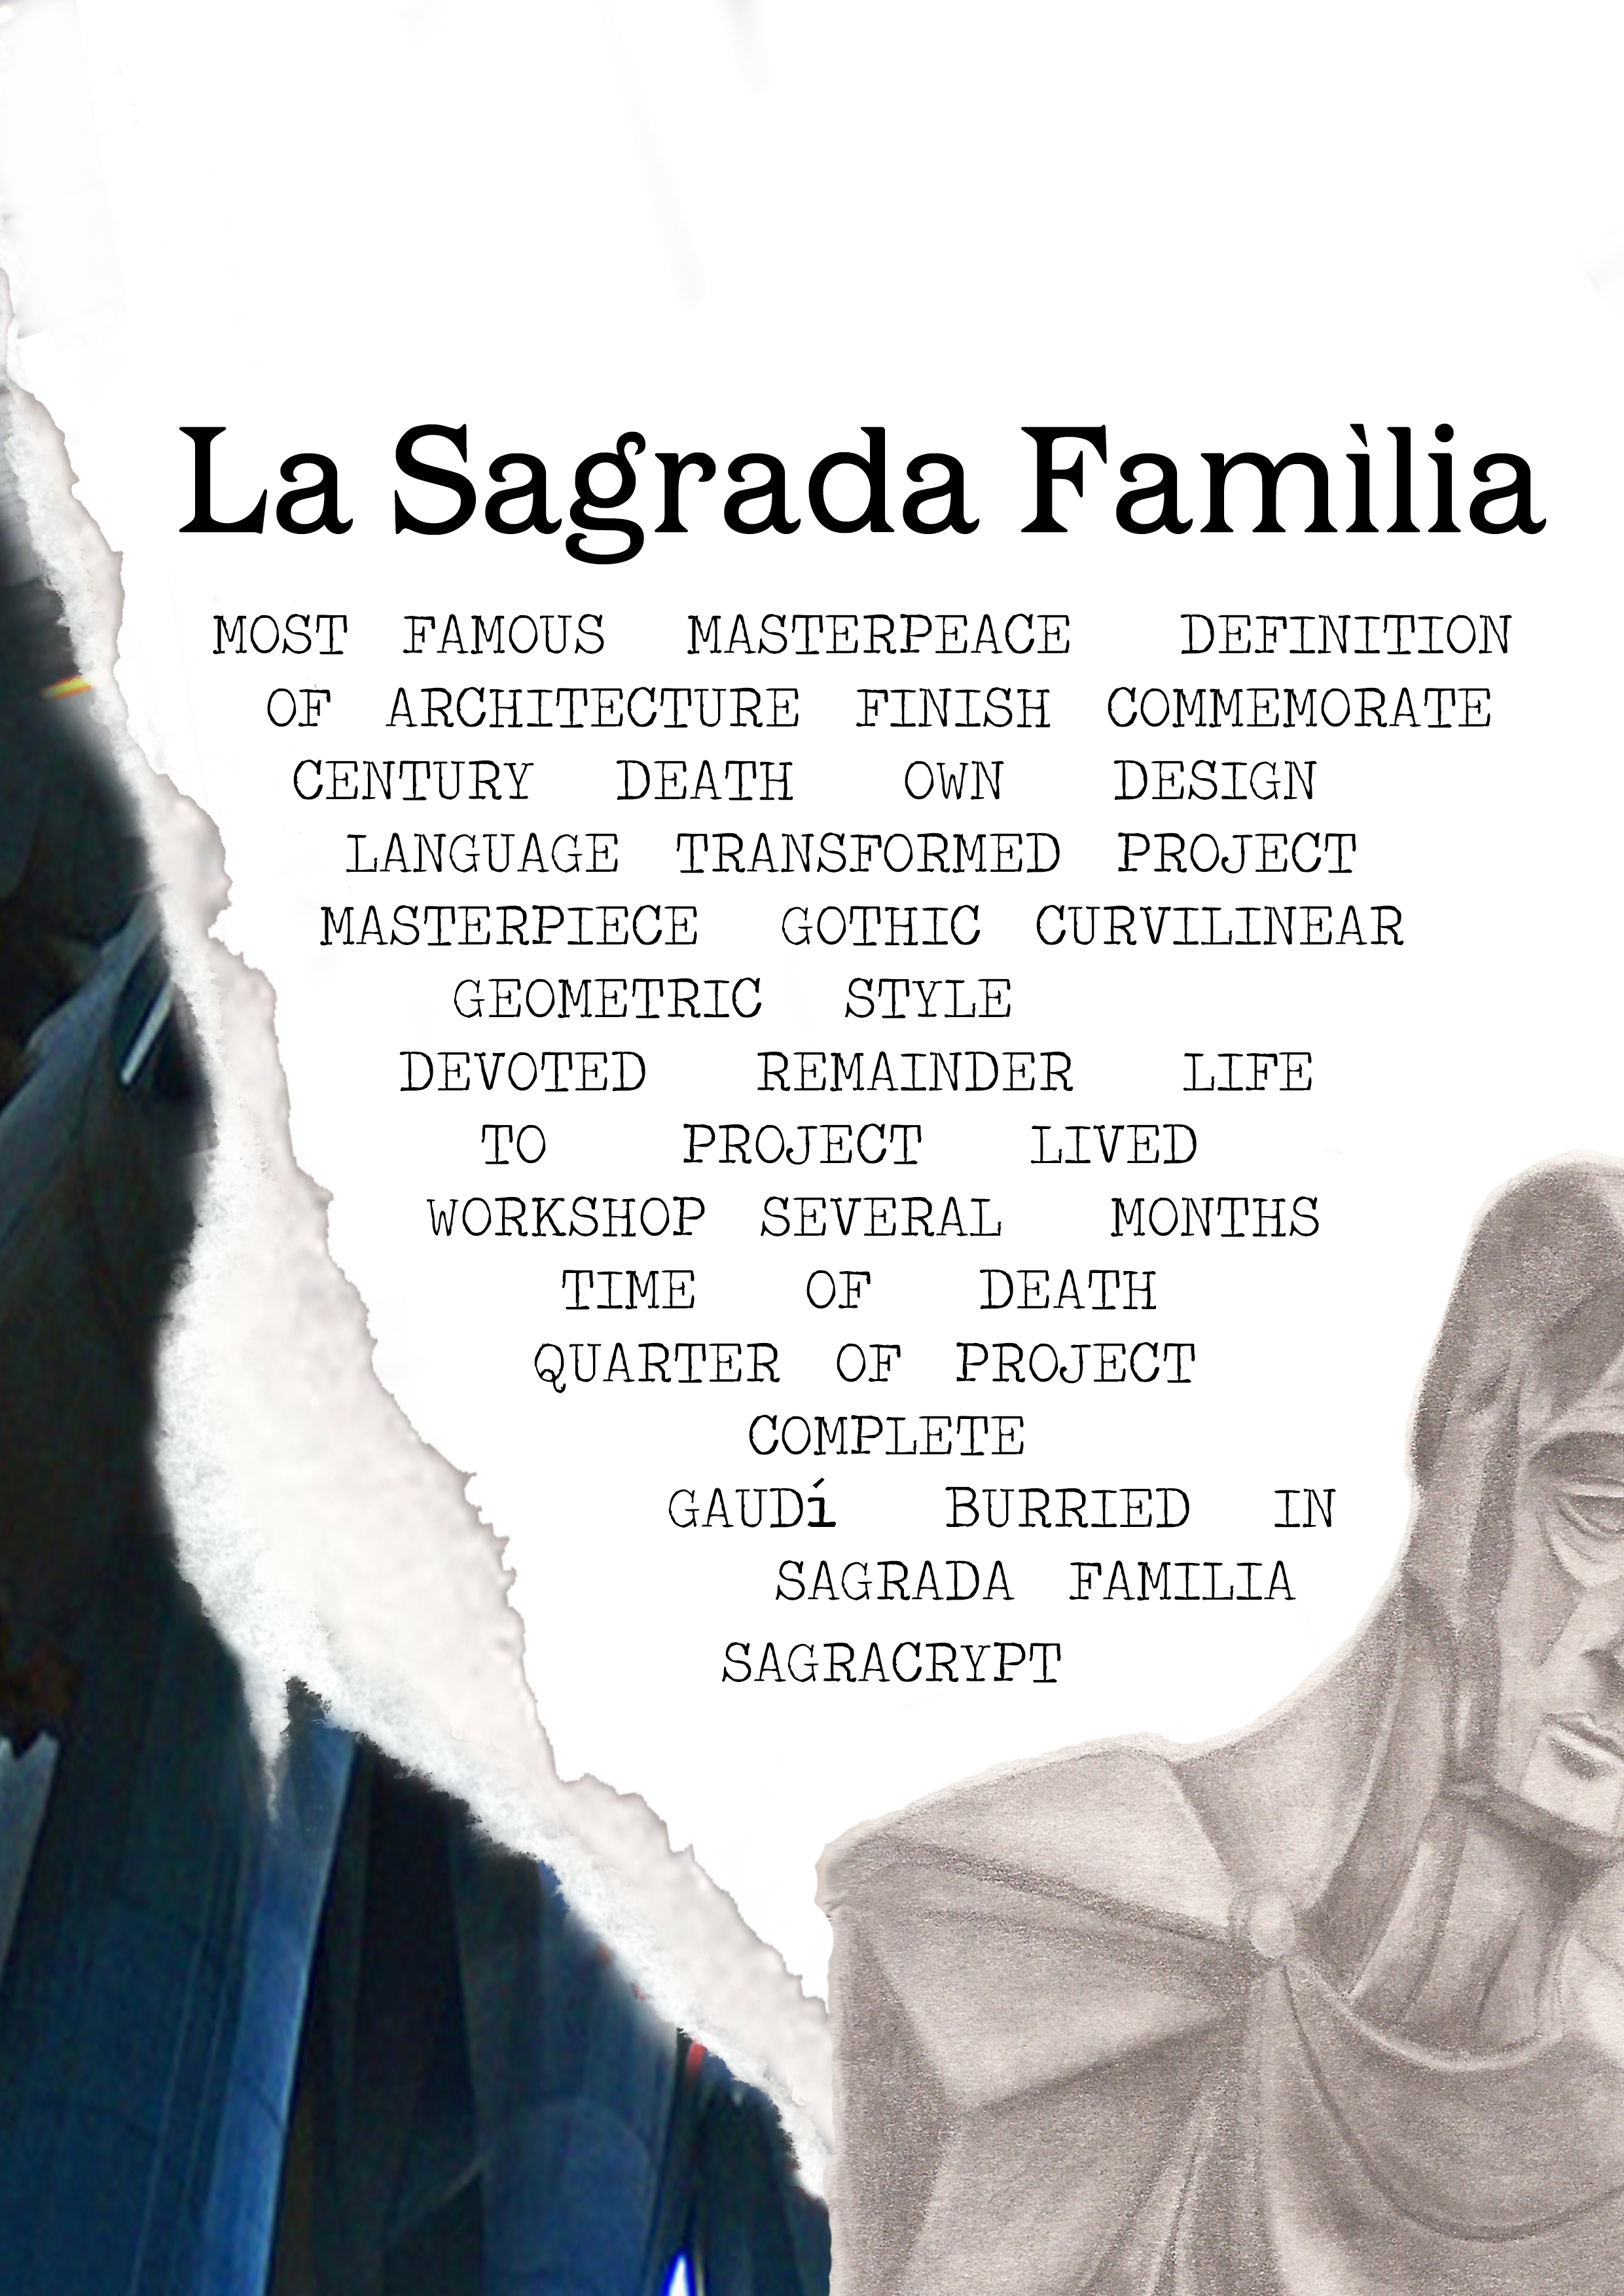 La Sagrada Famìlia
MOST FAMOUS MASTERPEACE DEFINITION
OF ARCHITECTURE FINISH COMMEMORATE
CENTURY DEATH OWN DESIGN
LANGUAGE TRANSFORMED PROJECT
MASTERPIECE GOTHIC CURVILINEAR
GEOMETRIC STYLE
DEVOTED REMAINDER LIFE
TO PROJECT LIVED
WORKSHOP SEVERAL MONTHS
TIME OF DEATH
QUARTER OF PROJECT
COMPLETE
GAUDí BURRIED IN
SAGRADA FAMILIA
SAGRACRYPT